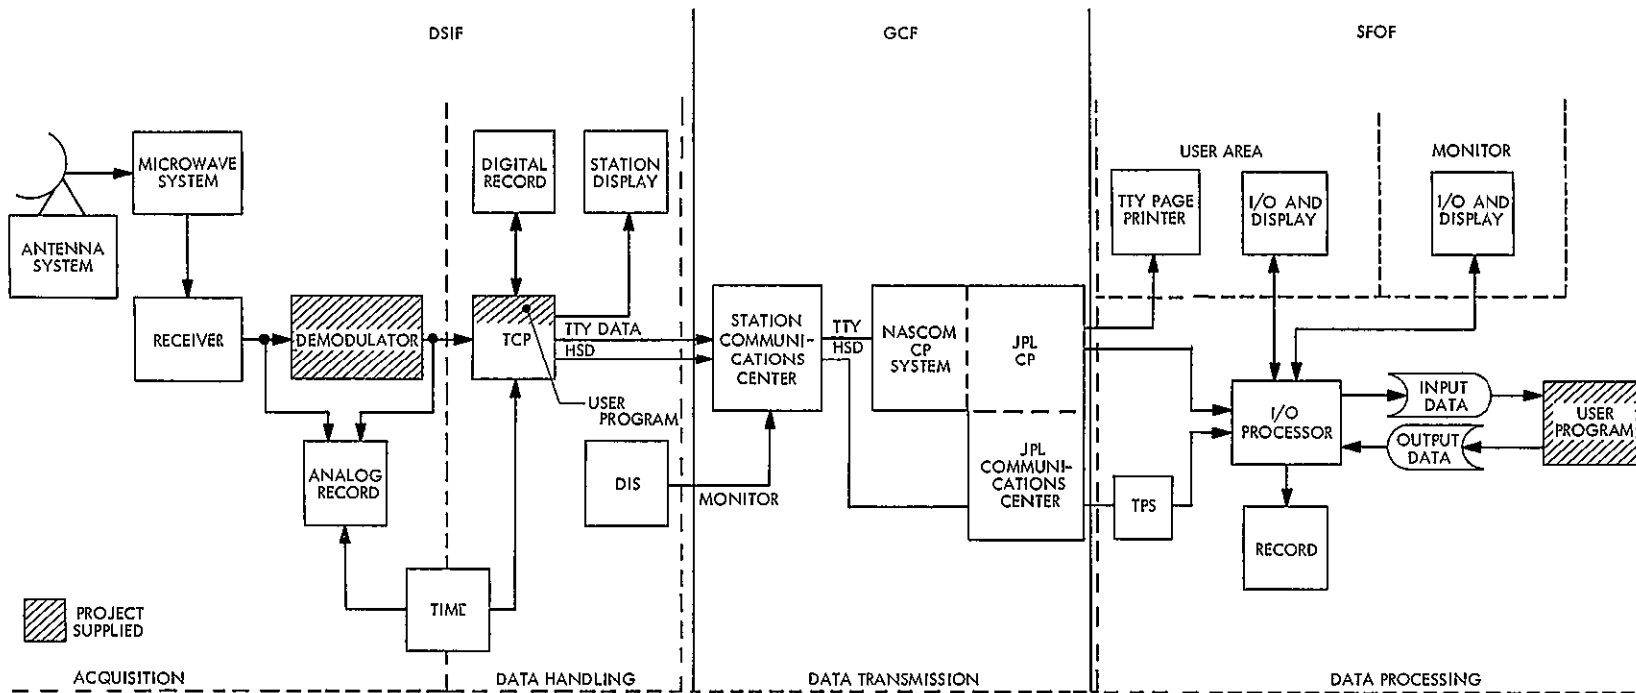 DSIF
GCF
SFOF
MICROWAVE
SYSTEM
DIGITAL
RECORD
STATION
DISPLAY
USER AREA
MONITOR
TTY PAGE
PRINTER
I/O AND
DISPLAY
I/O AND
DISPLAY
ANTENNA
SYSTEM
RECEIVER
DEMODULATOR
TCP
TTY DATA
HSD
USER
PROGRAM
STATION
COMMUNI-
CATIONS
CENTER
TTY
HSD
NASCOM
CP
SYSTEM
JPL
CP
JPL
COMMUNI-
CATIONS
CENTER
I/O
PROCESSOR
INPUT
DATA
OUTPUT
DATA
USER
PROGRAM
ANALOG
RECORD
DIS
MONITOR
TPS
RECORD
TIME
PROJECT
SUPPLIED
ACQUISITION
DATA HANDLING
DATA TRANSMISSION
DATA PROCESSING